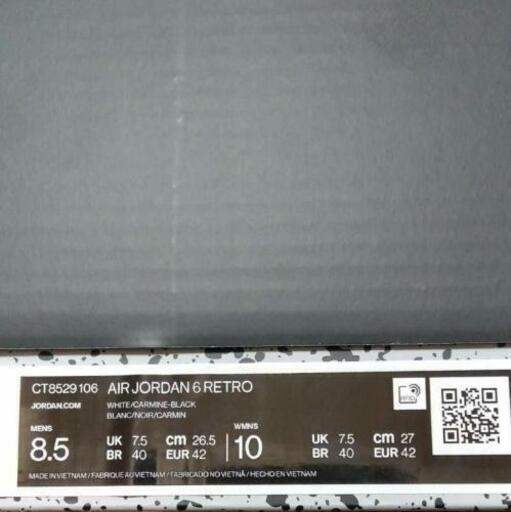 CT8529 106 AIR JORDAN 6 RETRO
JORDAN.COM WHITE/CARMINE-BLACK
BLANC/NOIR/CARMIN
MENS WMNS
8.5 UK 7.5 cm 26.5 10 UK 7.5 cm 27
BR 40 EUR 42 BR 40 EUR 42
MADE IN VIETNAM / FABRIQUÉ AU VIETNAM / FABRICADO NO VIETNÃ / HECHO EN VIETNAM